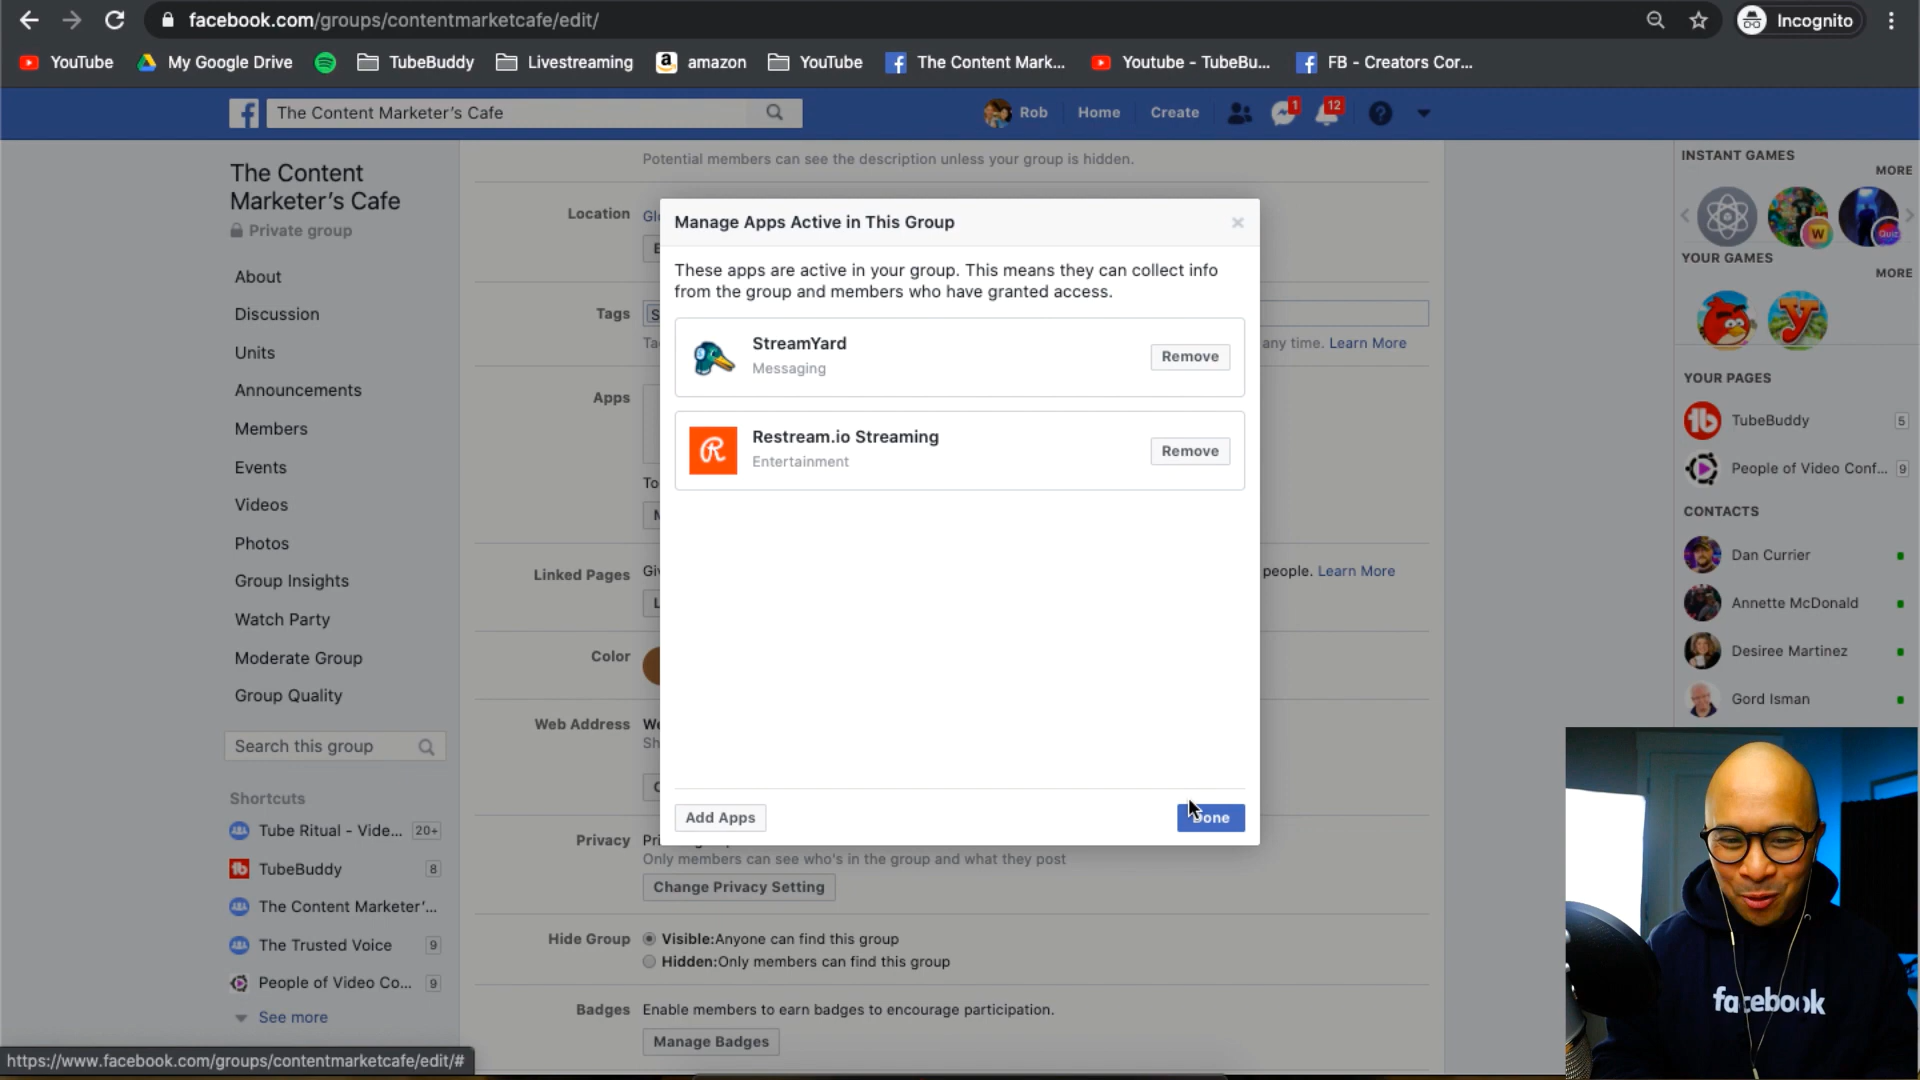 facebook.com/groups/contentmarketcafe/edit/
Incognito
YouTube
My Google Drive
TubeBuddy
Livestreaming
amazon
YouTube
The Content Mark...
Youtube - TubeBu...
FB - Creators Cor...
The Content Marketer's Cafe
Rob
Home
Create
1
12
The Content
Marketer's Cafe
Private group
About
Discussion
Units
Announcements
Members
Events
Videos
Photos
Group Insights
Watch Party
Moderate Group
Group Quality
Search this group
Shortcuts
Tube Ritual - Vide... 20+
TubeBuddy 8
The Content Marketer'...
The Trusted Voice 9
People of Video Co... 9
See more
https://www.facebook.com/groups/contentmarketcafe/edit/#
Potential members can see the description unless your group is hidden.
Location
Tags
any time. Learn More
Apps
To
Linked Pages
people. Learn More
Color
Web Address
Privacy
Only members can see who's in the group and what they post
Change Privacy Setting
Hide Group
Visible:Anyone can find this group
Hidden:Only members can find this group
Badges
Enable members to earn badges to encourage participation.
Manage Badges
Manage Apps Active in This Group
These apps are active in your group. This means they can collect info
from the group and members who have granted access.
StreamYard
Messaging
Remove
Restream.io Streaming
Entertainment
Remove
Add Apps
Done
INSTANT GAMES
MORE
W
Quiz
YOUR GAMES
MORE
YOUR PAGES
TubeBuddy 5
People of Video Conf... 9
CONTACTS
Dan Currier
Annette McDonald
Desiree Martinez
Gord Isman
facebook